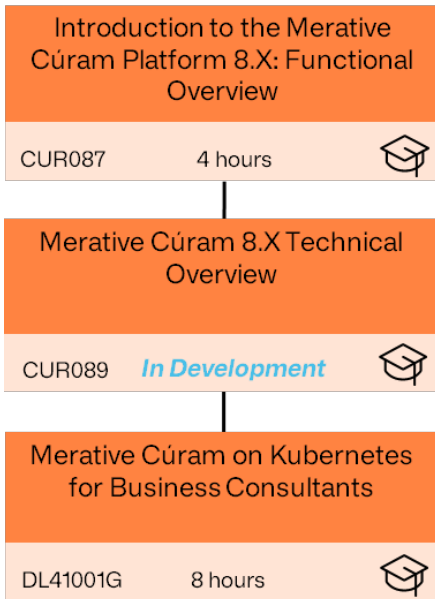 Introduction to the Merative
Cúram Platform 8.X: Functional
Overview
CUR087 4 hours
Merative Cúram 8.X Technical
Overview
CUR089 In Development
Merative Cúram on Kubernetes
for Business Consultants
DL41001G 8 hours